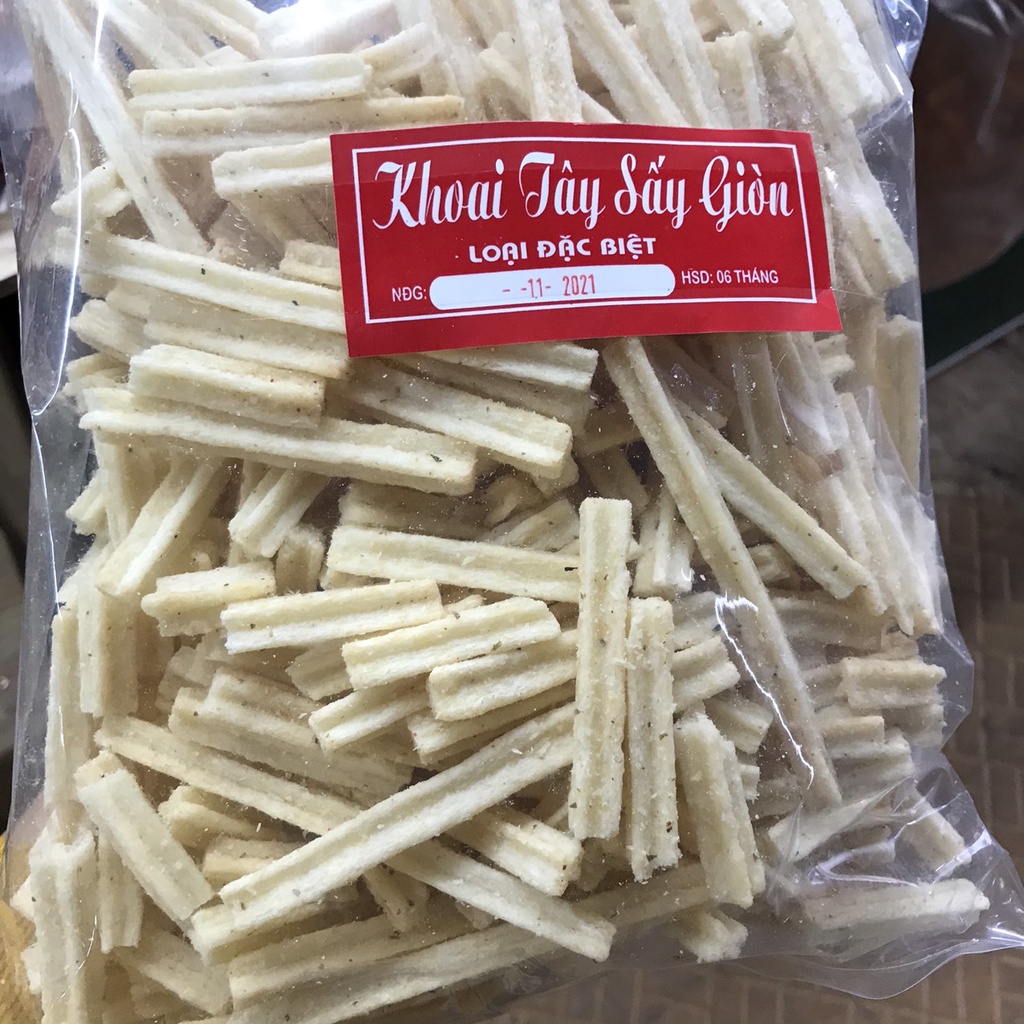 Khoai Tây Sấy Giòn
LOẠI ĐẶC BIỆT
NĐG: - -11- 2021 HSD: 06 THÁNG